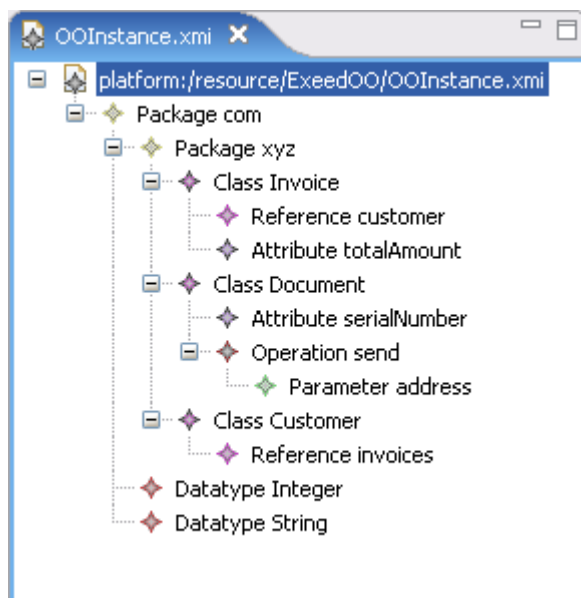 OOInstance.xmi
platform:/resource/ExeedOO/OOInstance.xmi
Package com
Package xyz
Class Invoice
Reference customer
Attribute totalAmount
Class Document
Attribute serialNumber
Operation send
Parameter address
Class Customer
Reference invoices
Datatype Integer
Datatype String